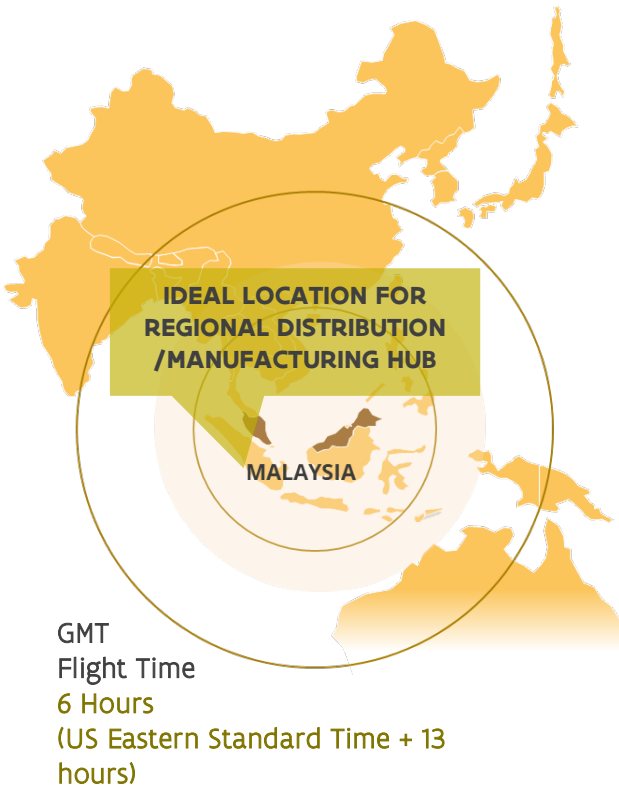 IDEAL LOCATION FOR
REGIONAL DISTRIBUTION
/MANUFACTURING HUB
MALAYSIA
GMT
Flight Time
6 Hours
(US Eastern Standard Time + 13
hours)